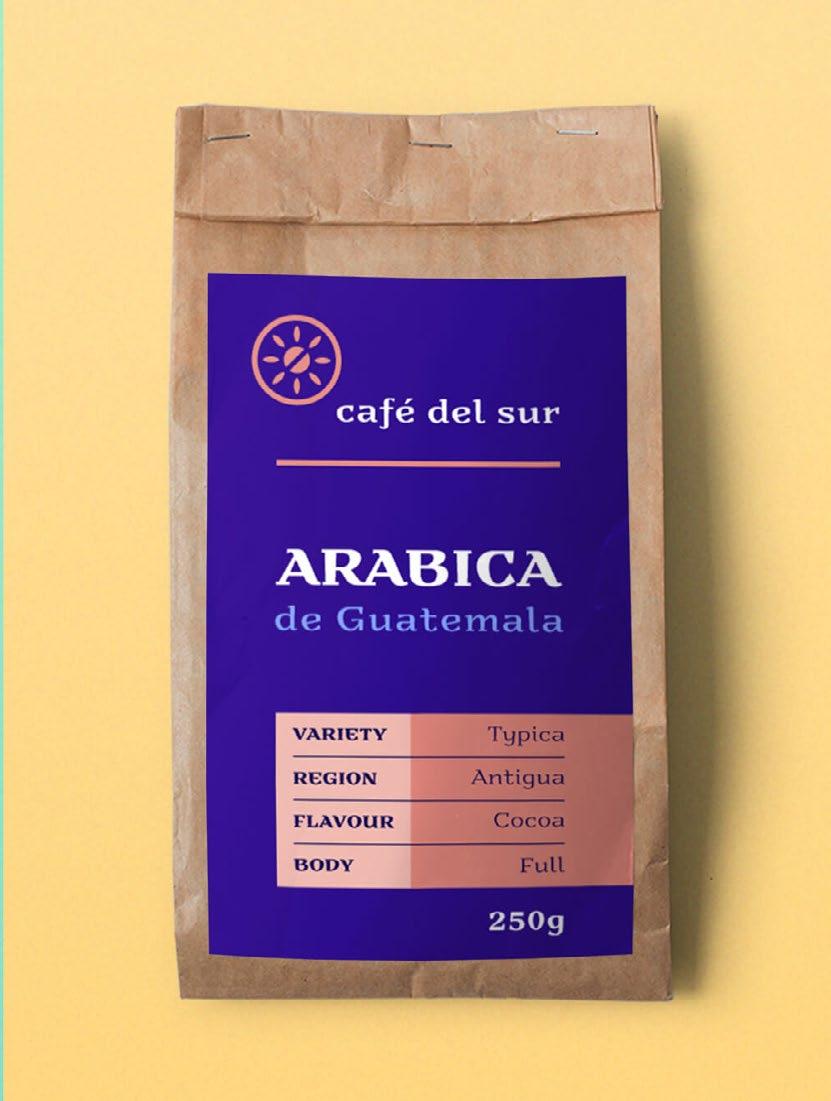 café del sur
ARABICA
de Guatemala
VARIETY Typica
REGION Antigua
FLAVOUR Cocoa
BODY Full
250g